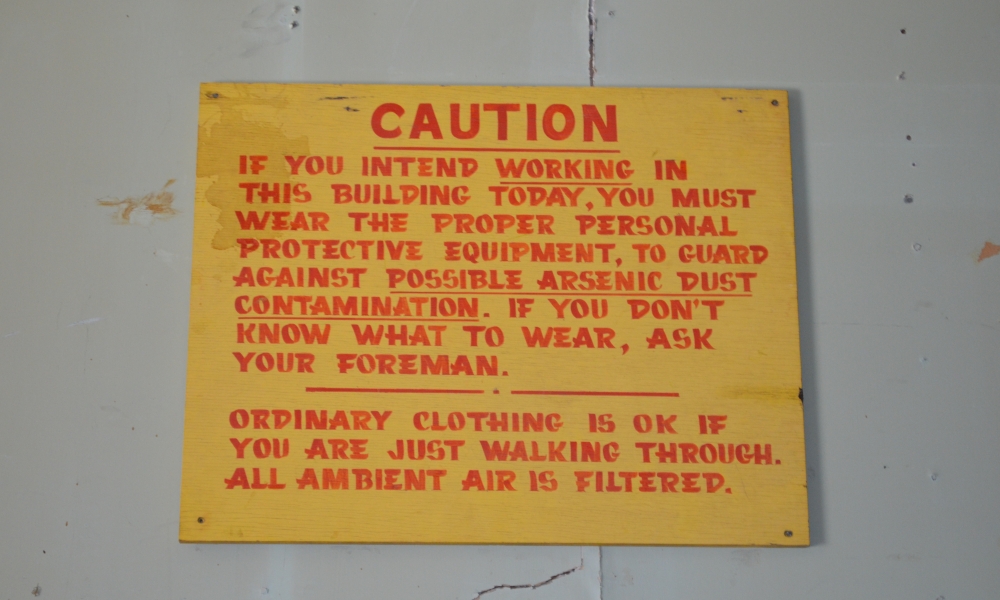 CAUTION
IF YOU INTEND WORKING IN
THIS BUILDING TODAY, YOU MUST
WEAR THE PROPER PERSONAL
PROTECTIVE EQUIPMENT, TO GUARD
AGAINST POSSIBLE ARSENIC DUST
CONTAMINATION. IF YOU DON'T
KNOW WHAT TO WEAR, ASK
YOUR FOREMAN.
ORDINARY CLOTHING IS OK IF
YOU ARE JUST WALKING THROUGH.
ALL AMBIENT AIR IS FILTERED.